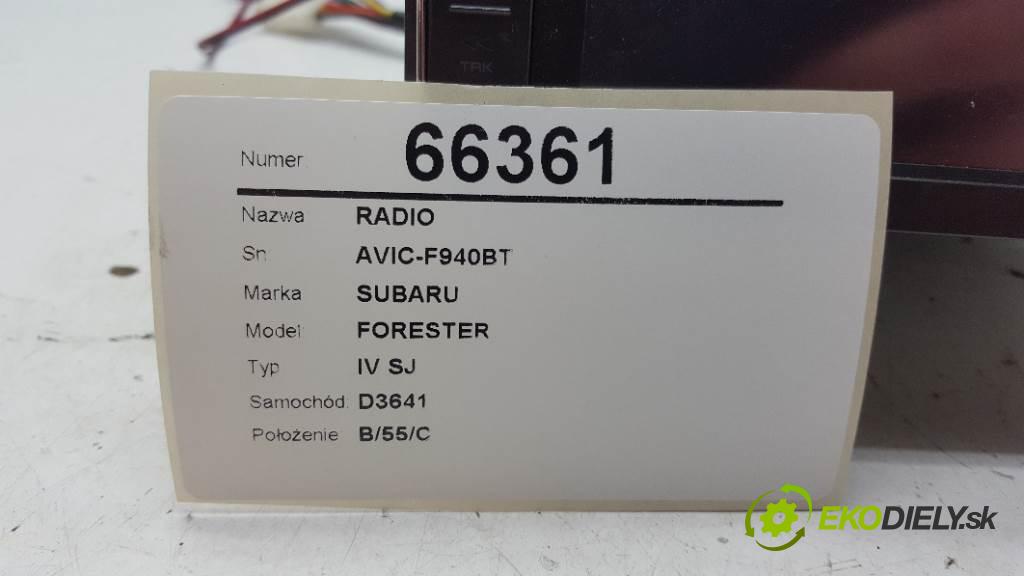 TRK
Numer: 66361
Nazwa RADIO
Sn: AVIC-F940BT
Marka SUBARU
Model: FORESTER
Typ IV SJ
Samochód: D3641
Położenie B/55/C
EKODIELY.sk